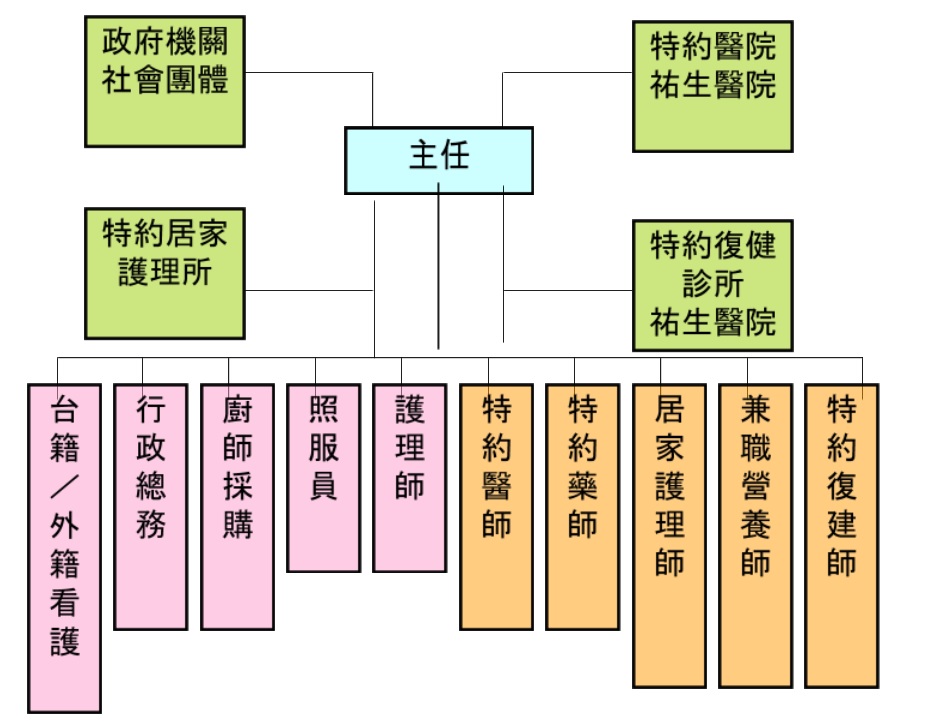 政府機關
社會團體
特約醫院
祐生醫院
主任
特約居家
護理所
特約復健
診所
祐生醫院
台籍／外籍看護
行政總務
廚師採購
照服員
護理師
特約醫師
特約藥師
居家護理師
兼職營養師
特約復建師